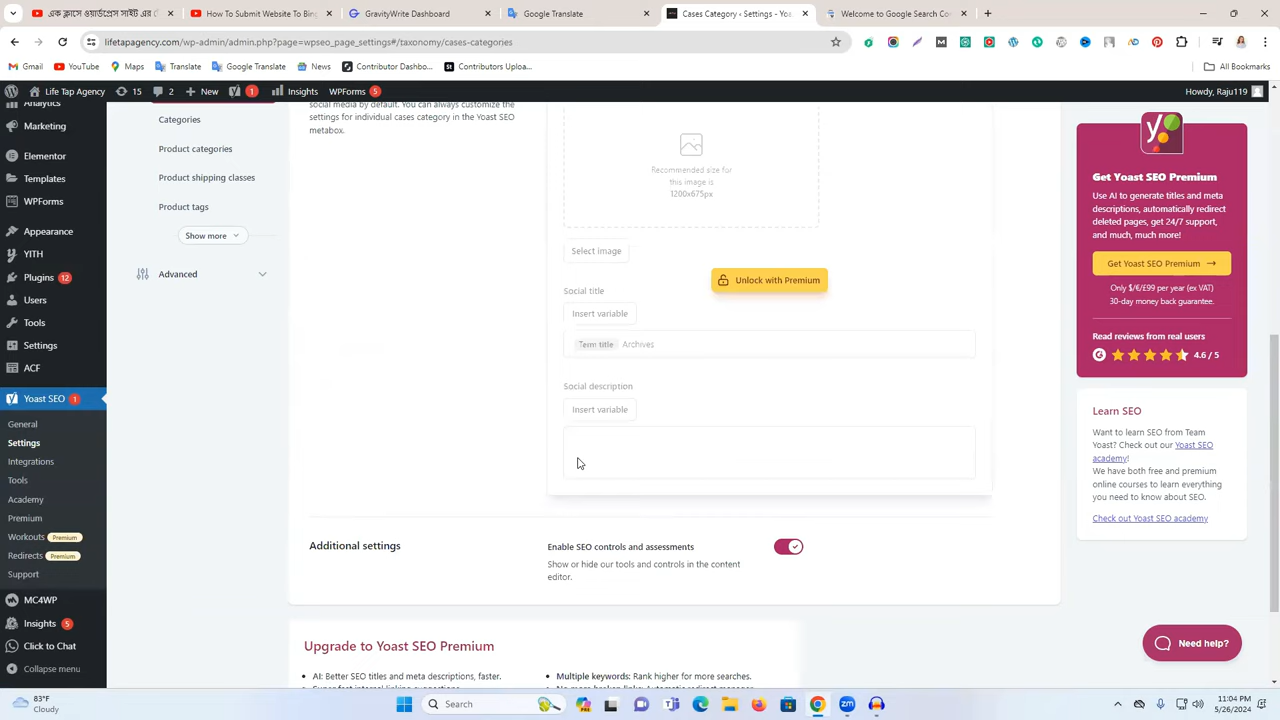 How To Submit Website To Bing
GravityWrite Dashboard
Google Translate
Cases Category - Settings - Yoa
Welcome to Google Search Co
lifetapagency.com/wp-admin/admin.php?page=wpseo_page_settings#/taxonomy/cases-categories
Gmail
YouTube
Maps
Translate
Google Translate
News
Contributor Dashbo...
Contributors Uploa...
All Bookmarks
Life Tap Agency
15
2
New
1
Insights
WPForms 5
Howdy, Raju119
Analytics
Marketing
Elementor
Templates
WPForms
Appearance
YITH
Plugins 12
Users
Tools
Settings
ACF
Yoast SEO 1
General
Settings
Integrations
Tools
Academy
Premium
Workouts Premium
Redirects Premium
Support
MC4WP
Insights 5
Click to Chat
Collapse menu
Categories
Product categories
Product shipping classes
Product tags
Show more
Advanced
social media by default. You can always customize the
settings for individual cases category in the Yoast SEO
metabox.
Recommended size for
this image is
1200x675px
Select image
Unlock with Premium
Social title
Insert variable
Term title Archives
Social description
Insert variable
Additional settings
Enable SEO controls and assessments
Show or hide our tools and controls in the content
editor.
Upgrade to Yoast SEO Premium
AI: Better SEO titles and meta descriptions, faster.
Multiple keywords: Rank higher for more searches.
Get Yoast SEO Premium
Use AI to generate titles and meta
descriptions, automatically redirect
deleted pages, get 24/7 support,
and much, much more!
Get Yoast SEO Premium
Only $/€/£99 per year (ex VAT)
30-day money back guarantee.
Read reviews from real users
4.6 / 5
Learn SEO
Want to learn SEO from Team
Yoast? Check out our Yoast SEO
academy!
We have both free and premium
online courses to learn everything
you need to know about SEO.
Check out Yoast SEO academy
Need help?
83°F
Cloudy
Search
11:04 PM
5/26/2024